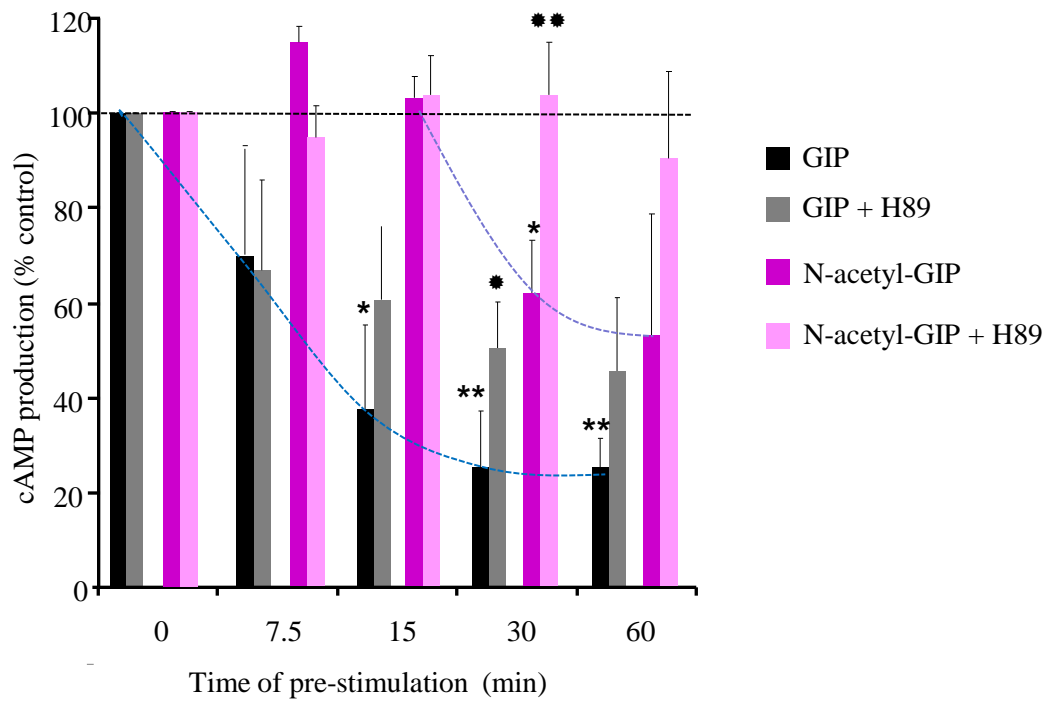 120
100
80
60
40
20
0
cAMP production (% control)
*
**
*
**
0
7.5
15
30
60
Time of pre-stimulation (min)
GIP
GIP + H89
N-acetyl-GIP
N-acetyl-GIP + H89